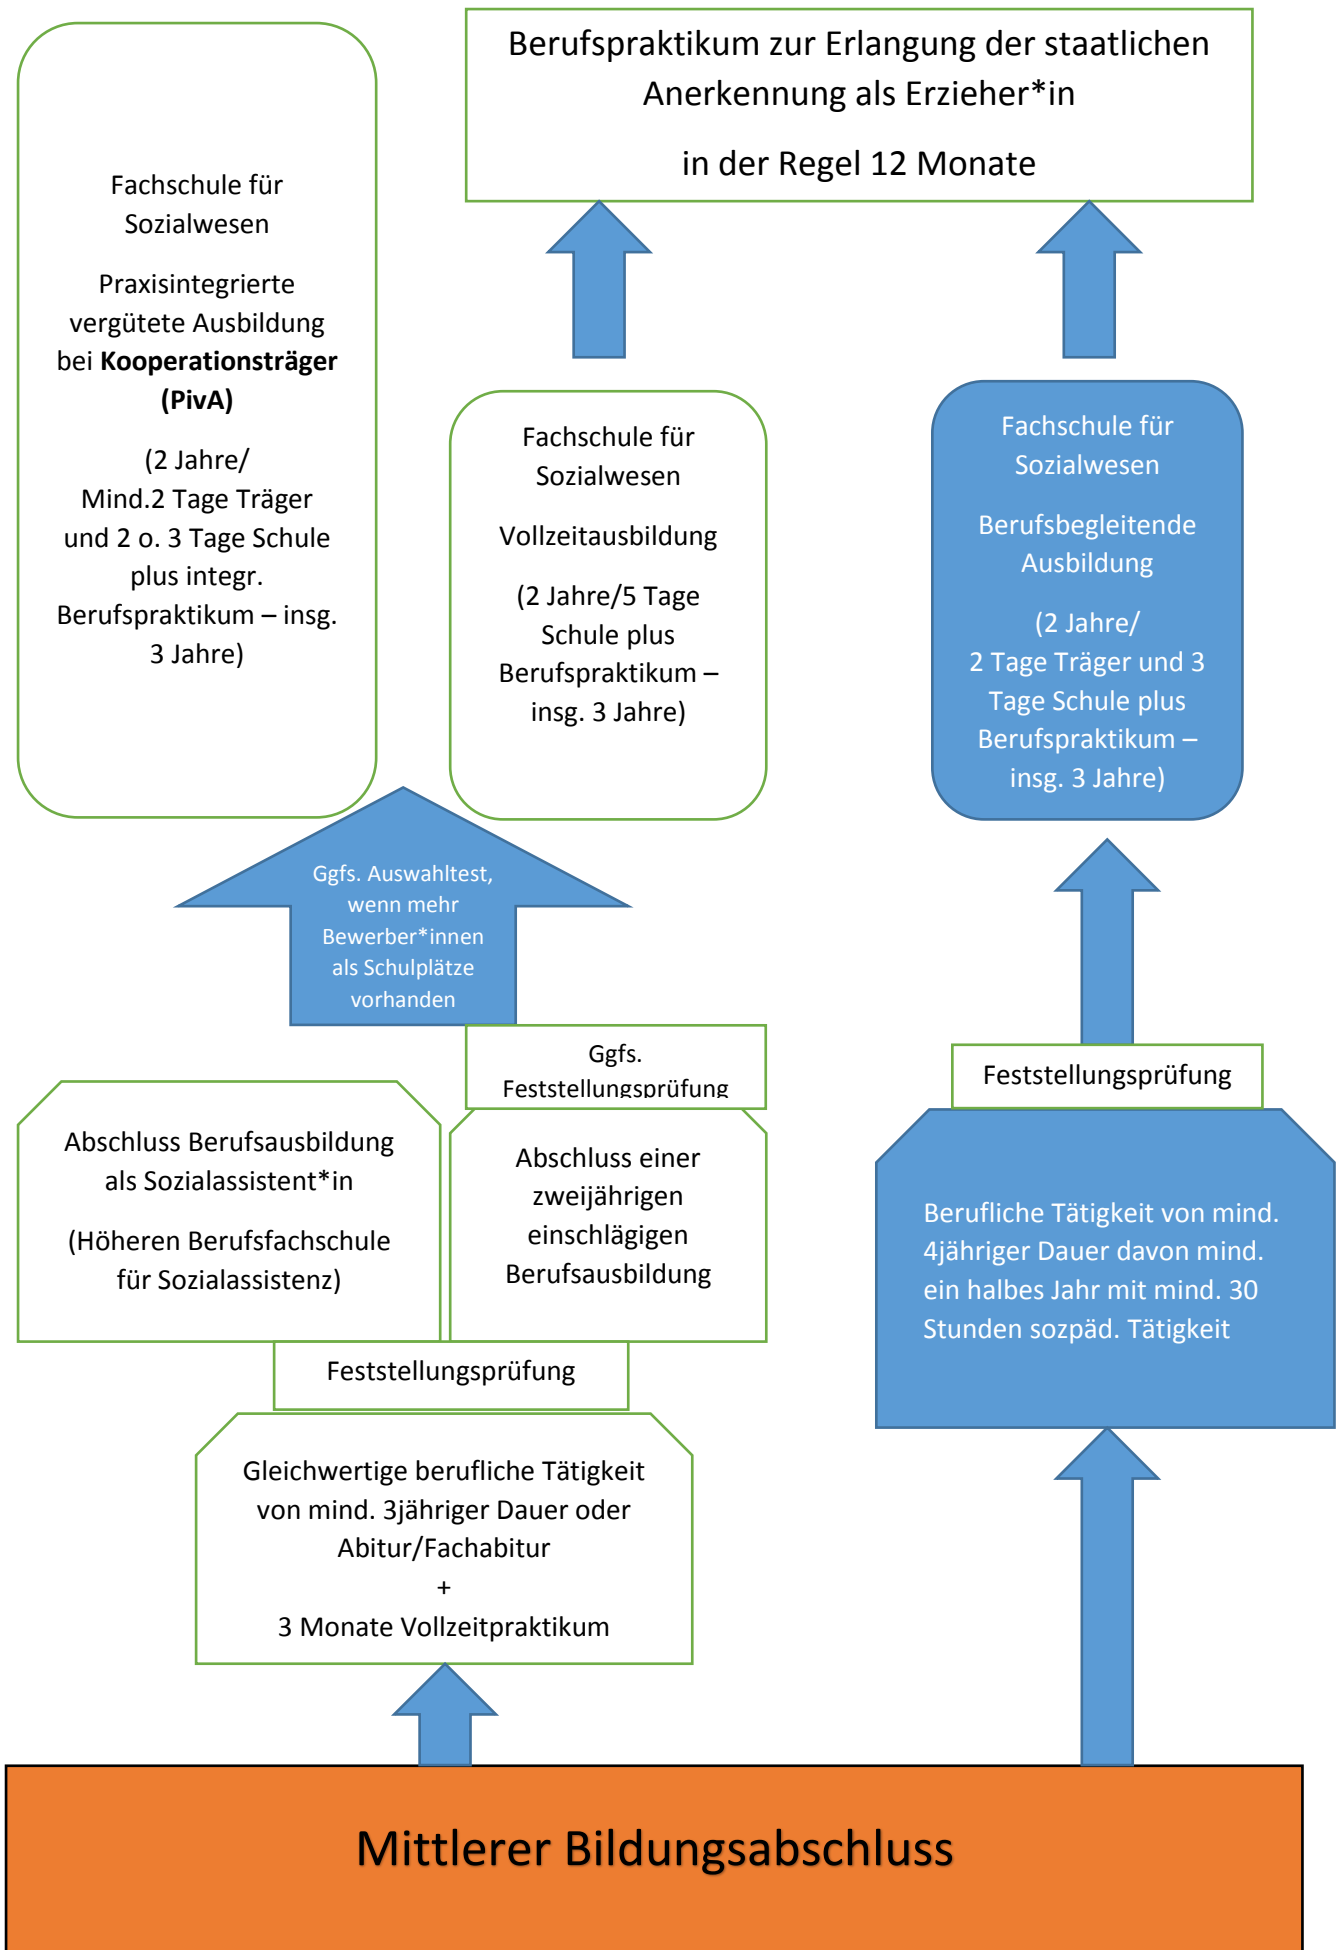 Berufspraktikum zur Erlangung der staatlichen
Anerkennung als Erzieher*in
in der Regel 12 Monate
Fachschule für
Sozialwesen
Praxisintegrierte
vergütete Ausbildung
bei Kooperationsträger
(PivA)
(2 Jahre/
Mind.2 Tage Träger
und 2 o. 3 Tage Schule
plus integr.
Berufspraktikum – insg.
3 Jahre)
Fachschule für
Sozialwesen
Vollzeitausbildung
(2 Jahre/5 Tage
Schule plus
Berufspraktikum –
insg. 3 Jahre)
Fachschule für
Sozialwesen
Berufsbegleitende
Ausbildung
(2 Jahre/
2 Tage Träger und 3
Tage Schule plus
Berufspraktikum –
insg. 3 Jahre)
Ggfs. Auswahltest,
wenn mehr
Bewerber*innen
als Schulplätze
vorhanden
Ggfs.
Feststellungsprüfung
Feststellungsprüfung
Abschluss Berufsausbildung
als Sozialassistent*in
(Höheren Berufsfachschule
für Sozialassistenz)
Abschluss einer
zweijährigen
einschlägigen
Berufsausbildung
Berufliche Tätigkeit von mind.
4jähriger Dauer davon mind.
ein halbes Jahr mit mind. 30
Stunden sozpäd. Tätigkeit
Feststellungsprüfung
Gleichwertige berufliche Tätigkeit
von mind. 3jähriger Dauer oder
Abitur/Fachabitur
+
3 Monate Vollzeitpraktikum
Mittlerer Bildungsabschluss